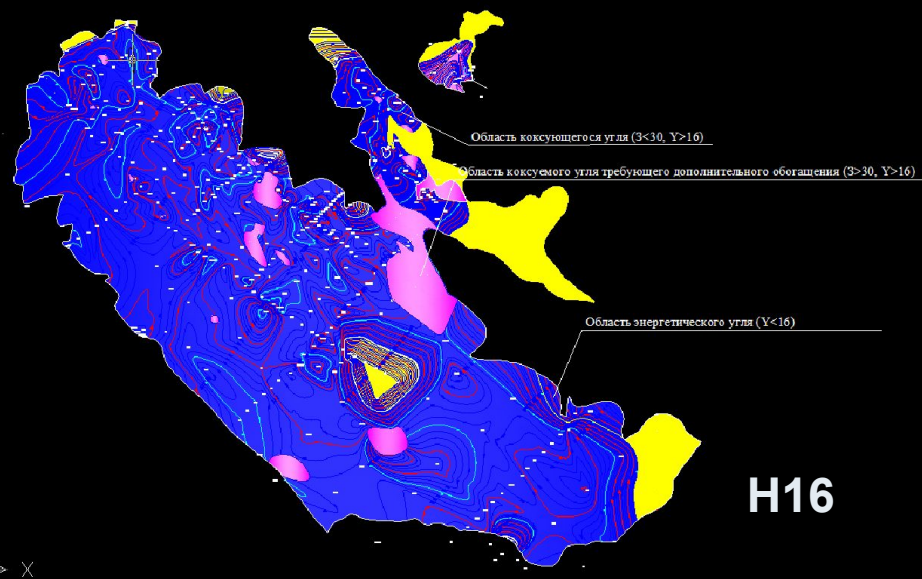 Область коксующегося угля (З<30, Y>16)
Область коксуемого угля требующего дополнительного обогащения (З>30, Y>16)
Область энергетического угля (Y<16)
H16
X